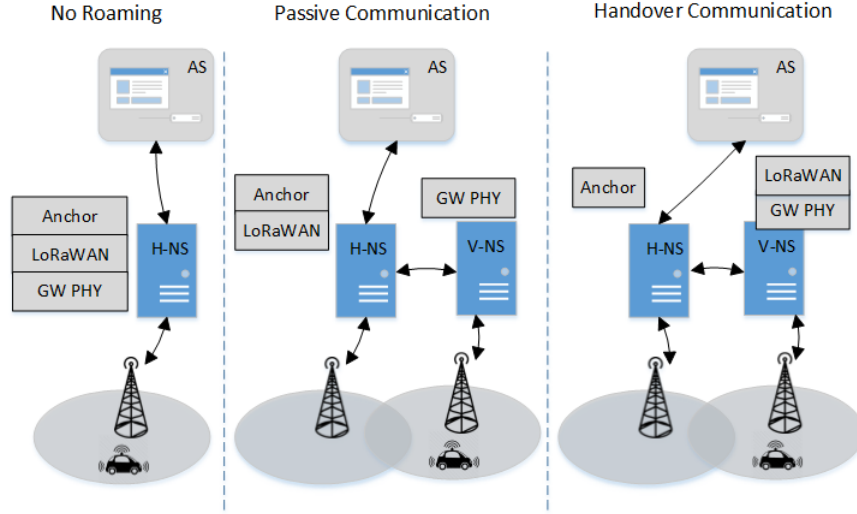 No Roaming
Passive Communication
Handover Communication
AS
AS
AS
Anchor
LoRaWAN
GW PHY
H-NS
Anchor
LoRaWAN
H-NS
GW PHY
V-NS
Anchor
H-NS
LoRaWAN
GW PHY
V-NS